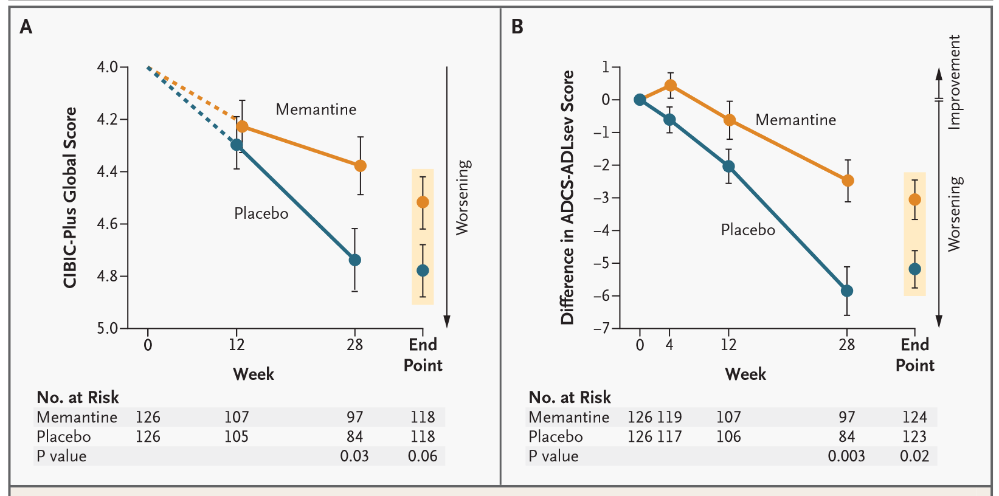 A
CIBIC-Plus Global Score
4.0
4.2
4.4
4.6
4.8
5.0
Memantine
Placebo
Worsening
0 12 28 End Point
Week
No. at Risk
Memantine 126 107 97 118
Placebo 126 105 84 118
P value 0.03 0.06
B
Difference in ADCS-ADLsev Score
1
0
–1
–2
–3
–4
–5
–6
–7
Memantine
Placebo
Improvement
Worsening
0 4 12 28 End Point
Week
No. at Risk
Memantine 126 119 107 97 124
Placebo 126 117 106 84 123
P value 0.003 0.02